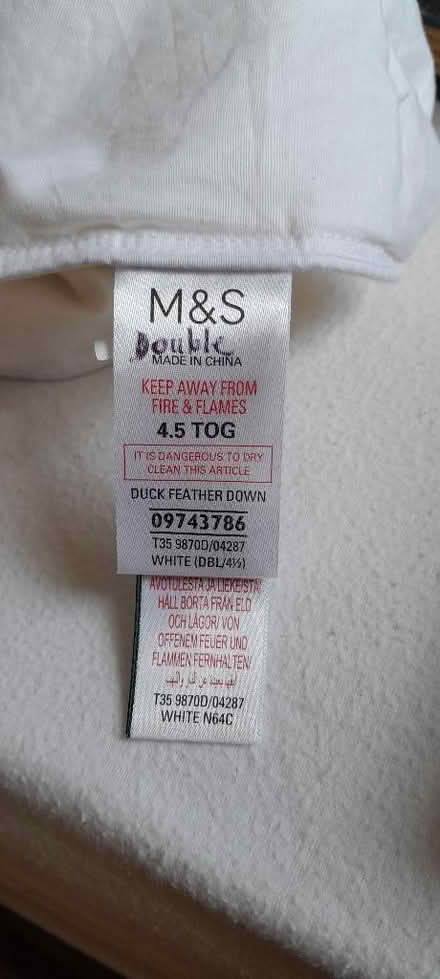 M&S
Double
MADE IN CHINA
KEEP AWAY FROM
FIRE & FLAMES
4.5 TOG
IT IS DANGEROUS TO DRY
CLEAN THIS ARTICLE
DUCK FEATHER DOWN
09743786
T35 9870D/04287
WHITE (DBL/4½)
AVOTULESTA JA LIEKEISTÄ/
HÅLL BORTA FRÅN ELD
OCH LÅGOR/ VON
OFFENEM FEUER UND
FLAMMEN FERNHALTEN/
T35 9870D/04287
WHITE N64C